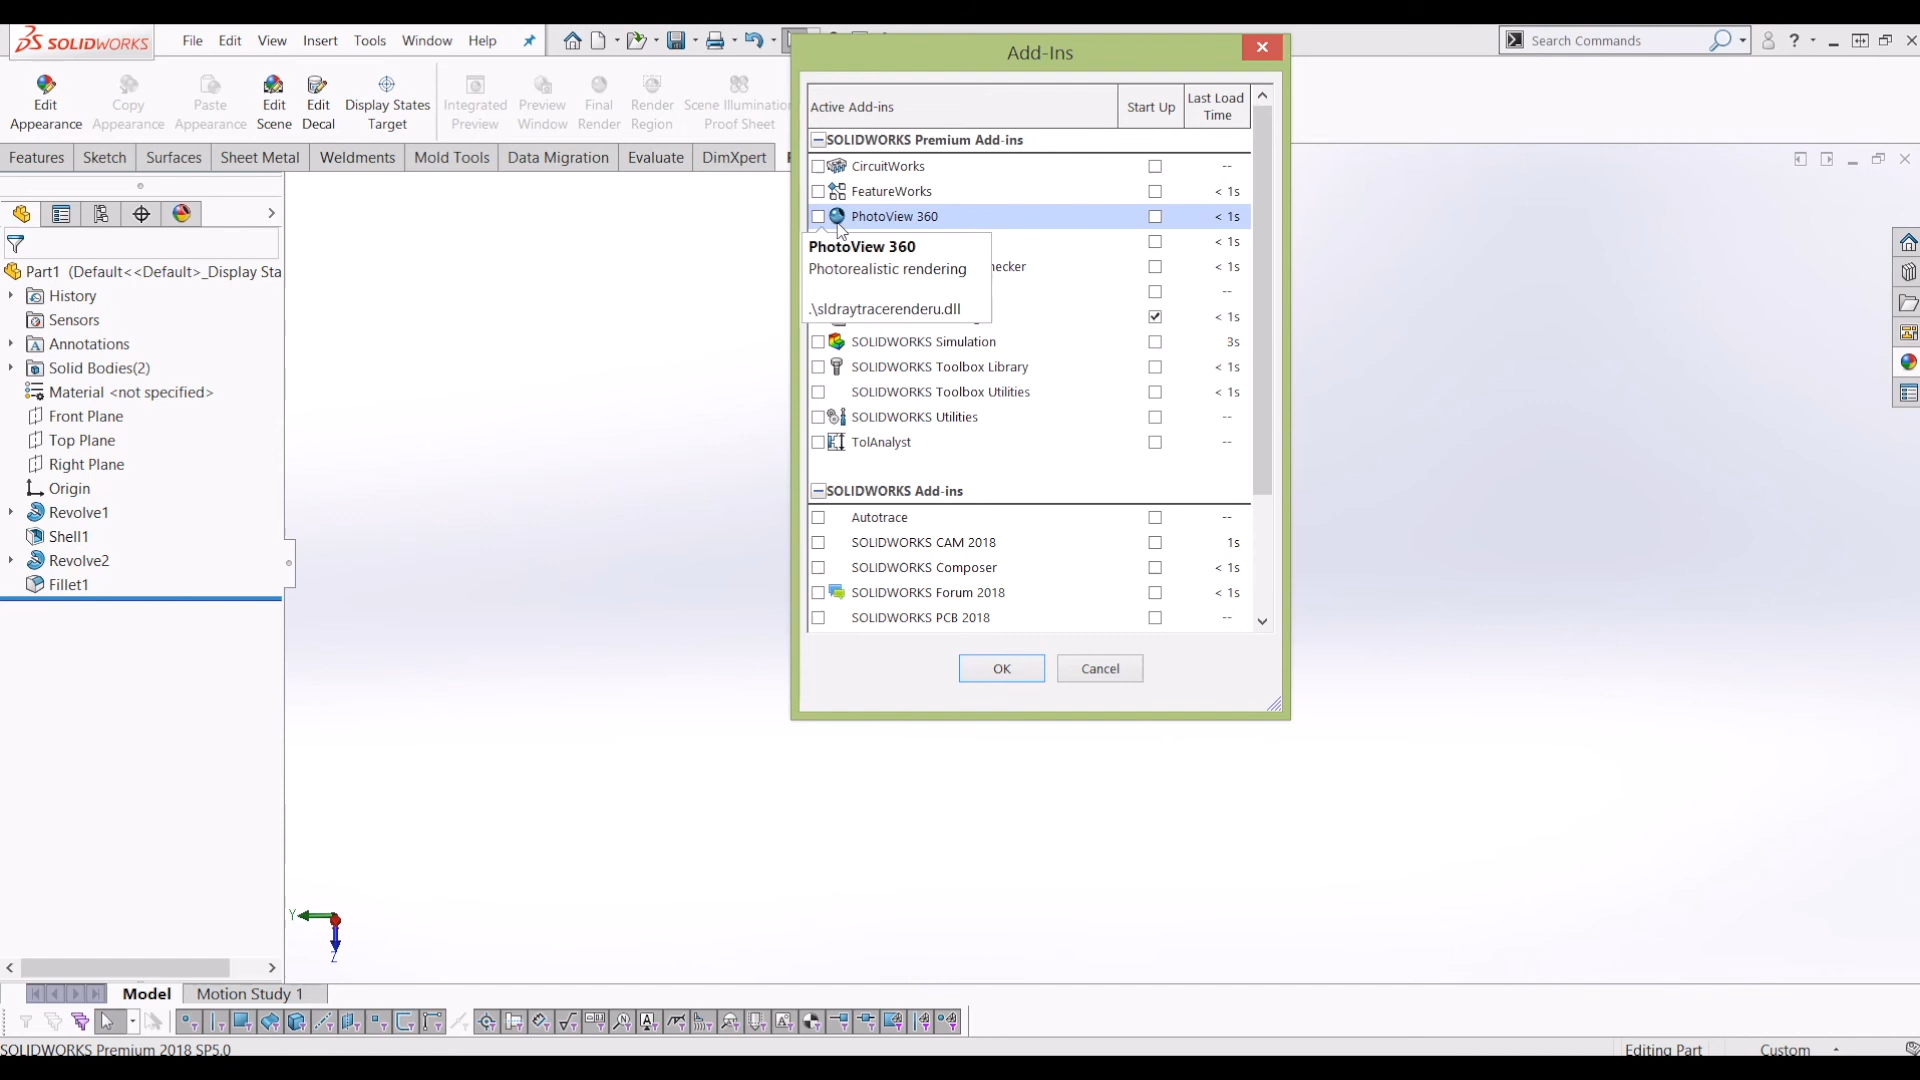 SOLIDWORKS File Edit View Insert Tools Window Help
Search Commands
Add-Ins
Edit Appearance
Copy Appearance
Paste Appearance
Edit Scene
Edit Decal
Display States Target
Integrated Preview
Preview Window
Final Render
Render Region
Scene Illumination Proof Sheet
Features Sketch Surfaces Sheet Metal Weldments Mold Tools Data Migration Evaluate DimXpert
Part1 (Default<<Default>_Display Sta
History
Sensors
Annotations
Solid Bodies(2)
Material <not specified>
Front Plane
Top Plane
Right Plane
Origin
Revolve1
Shell1
Revolve2
Fillet1
Active Add-ins Start Up Last Load Time
SOLIDWORKS Premium Add-ins
CircuitWorks --
FeatureWorks < 1s
PhotoView 360 < 1s
< 1s
PhotoView 360
Photorealistic rendering
.\sldraytracerenderu.dll
hecker < 1s
--
< 1s
SOLIDWORKS Simulation 3s
SOLIDWORKS Toolbox Library < 1s
SOLIDWORKS Toolbox Utilities < 1s
SOLIDWORKS Utilities --
TolAnalyst --
SOLIDWORKS Add-ins
Autotrace --
SOLIDWORKS CAM 2018 1s
SOLIDWORKS Composer < 1s
SOLIDWORKS Forum 2018 < 1s
SOLIDWORKS PCB 2018 --
OK Cancel
Y
Z
Model Motion Study 1
SOLIDWORKS Premium 2018 SP5.0 Editing Part Custom